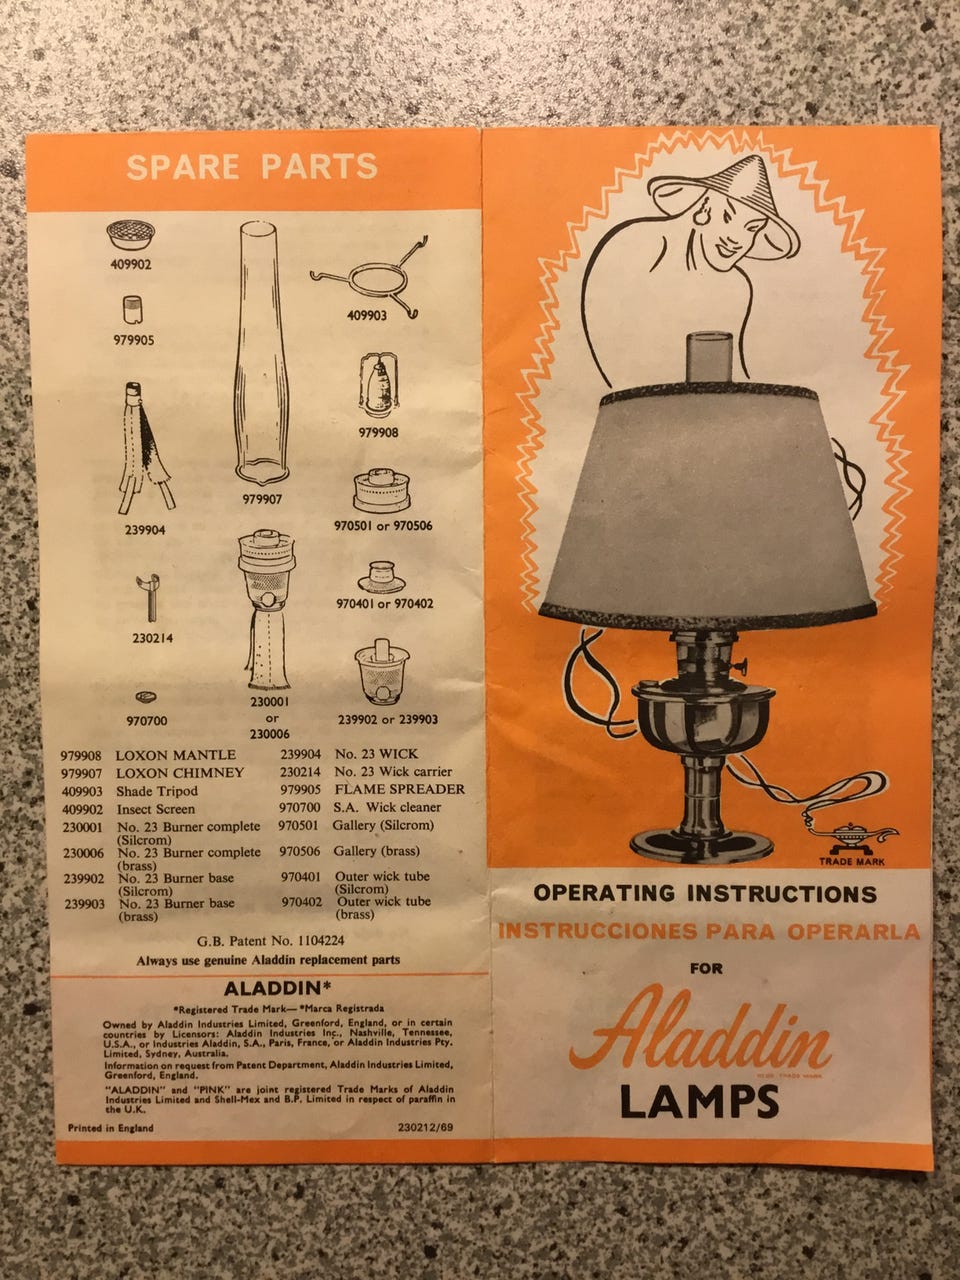 SPARE PARTS
409902
979905
239904
230214
970700
979907
230001
or
230006
409903
979908
970501 or 970506
970401 or 970402
239902 or 239903
979908 LOXON MANTLE
979907 LOXON CHIMNEY
409903 Shade Tripod
409902 Insect Screen
230001 No. 23 Burner complete
(Silcrom)
230006 No. 23 Burner complete
(brass)
239902 No. 23 Burner base
(Silcrom)
239903 No. 23 Burner base
(brass)
239904 No. 23 WICK
230214 No. 23 Wick carrier
979905 FLAME SPREADER
970700 S.A. Wick cleaner
970501 Gallery (Silcrom)
970506 Gallery (brass)
970401 Outer wick tube
(Silcrom)
970402 Outer wick tube
(brass)
G.B. Patent No. 1104224
Always use genuine Aladdin replacement parts
ALADDIN*
*Registered Trade Mark—*Marca Registrada
Owned by Aladdin Industries Limited, Greenford, England, or in certain
countries by Licensors: Aladdin Industries Inc., Nashville, Tennessee,
U.S.A., or Industries Aladdin, S.A., Paris, France, or Aladdin Industries Pty.
Limited, Sydney, Australia.
Information on request from Patent Department, Aladdin Industries Limited,
Greenford, England.
"ALADDIN" and "PINK" are joint registered Trade Marks of Aladdin
Industries Limited and Shell-Mex and B.P. Limited in respect of paraffin in
the U.K.
Printed in England 230212/69
TRADE MARK
OPERATING INSTRUCTIONS
INSTRUCCIONES PARA OPERARLA
FOR
Aladdin
REGD. TRADE MARK
LAMPS